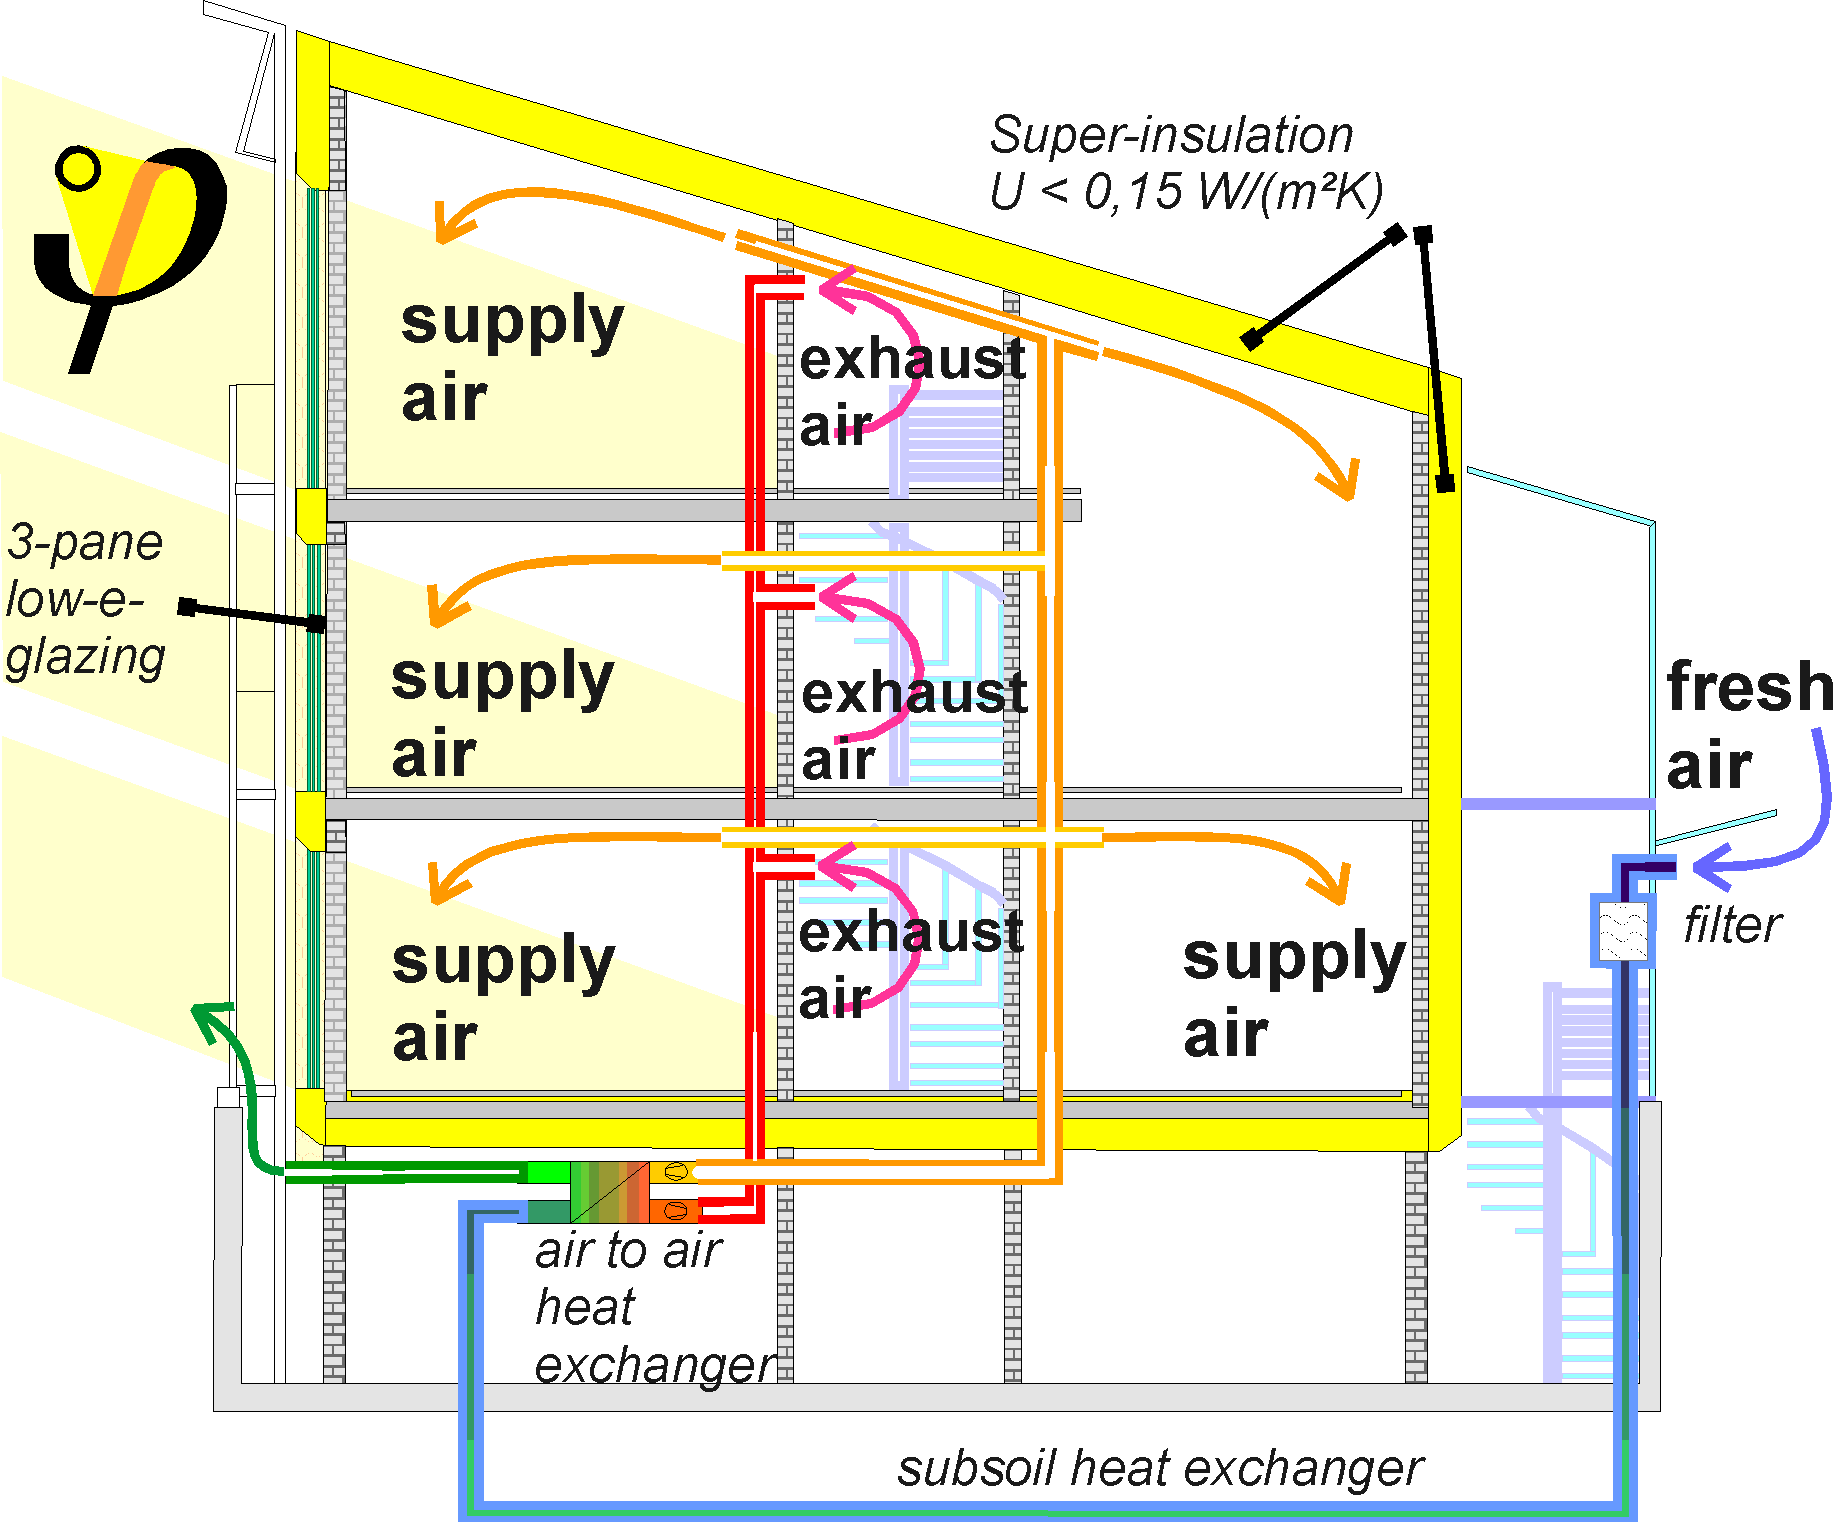 Super-insulation
U < 0,15 W/(m²K)
supply
air
exhaust
air
3-pane
low-e-
glazing
supply
air
exhaust
air
fresh
air
supply
air
exhaust
air
supply
air
filter
air to air
heat
exchanger
subsoil heat exchanger